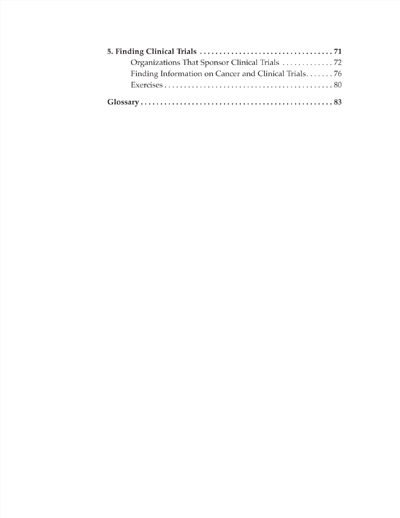 5. Finding Clinical Trials . . . . . . . . . . . . . . . . . . . . . . . . . . . . . . . . . . 71
Organizations That Sponsor Clinical Trials . . . . . . . . . . . . . 72
Finding Information on Cancer and Clinical Trials. . . . . . . 76
Exercises . . . . . . . . . . . . . . . . . . . . . . . . . . . . . . . . . . . . . . . . . . . 80
Glossary . . . . . . . . . . . . . . . . . . . . . . . . . . . . . . . . . . . . . . . . . . . . . . . . . 83